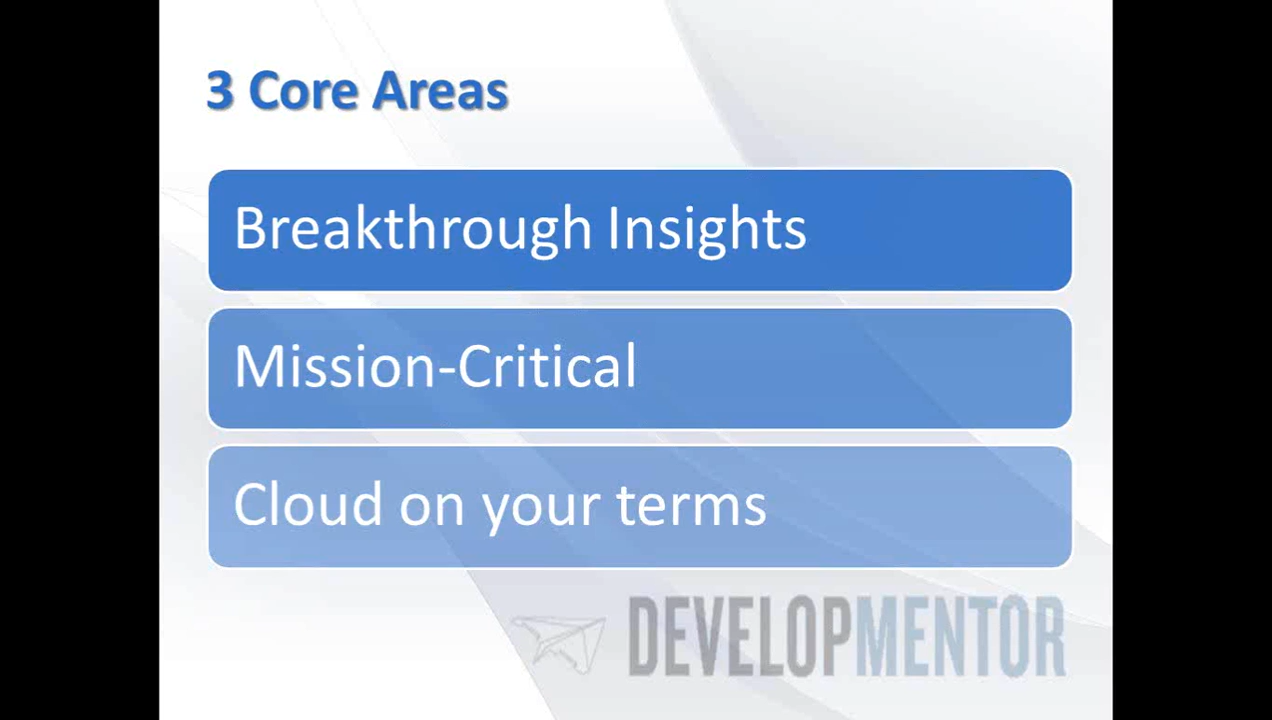 3 Core Areas
Breakthrough Insights
Mission-Critical
Cloud on your terms
DEVELOPMENTOR